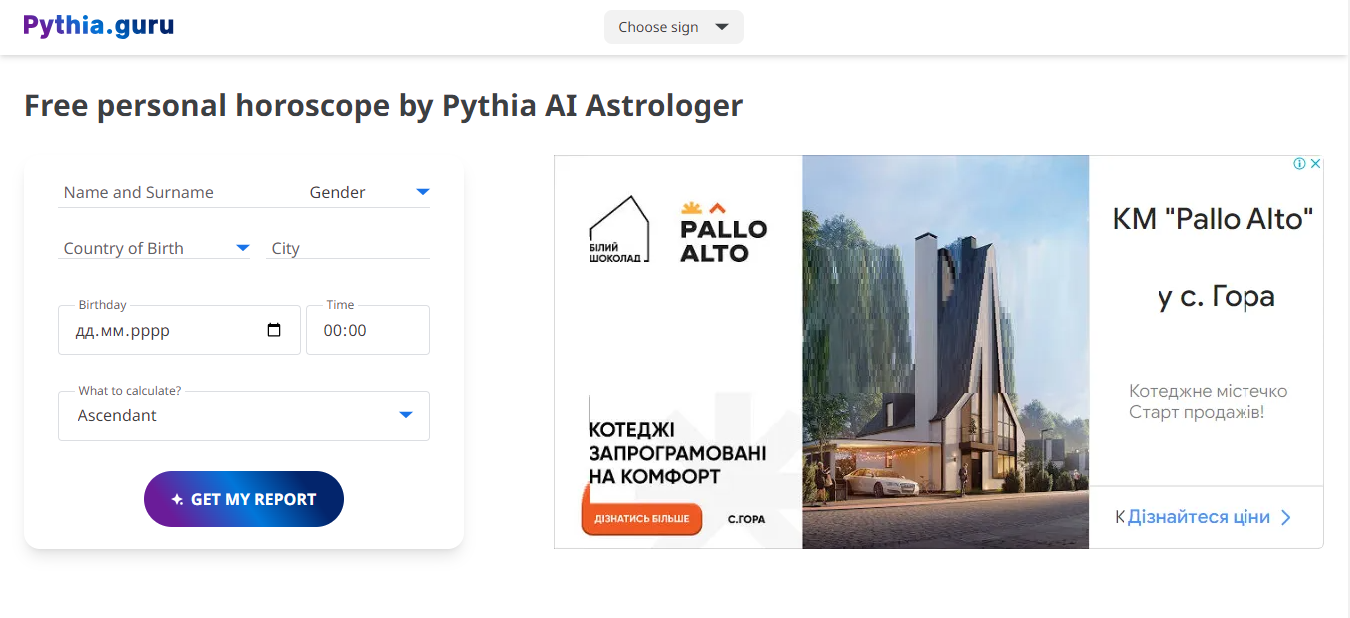 Pythia.guru
Choose sign
Free personal horoscope by Pythia AI Astrologer
Name and Surname
Gender
Country of Birth
City
Birthday
дд.мм.рррр
Time
00:00
What to calculate?
Ascendant
GET MY REPORT
БІЛИЙ
ШОКОЛАД
PALLO
ALTO
КОТЕДЖІ
ЗАПРОГРАМОВАНІ
НА КОМФОРТ
ДІЗНАТИСЬ БІЛЬШЕ
С.ГОРА
КМ "Pallo Alto"
у с. Гора
Котеджне містечко
Старт продажів!
К Дізнайтеся ціни